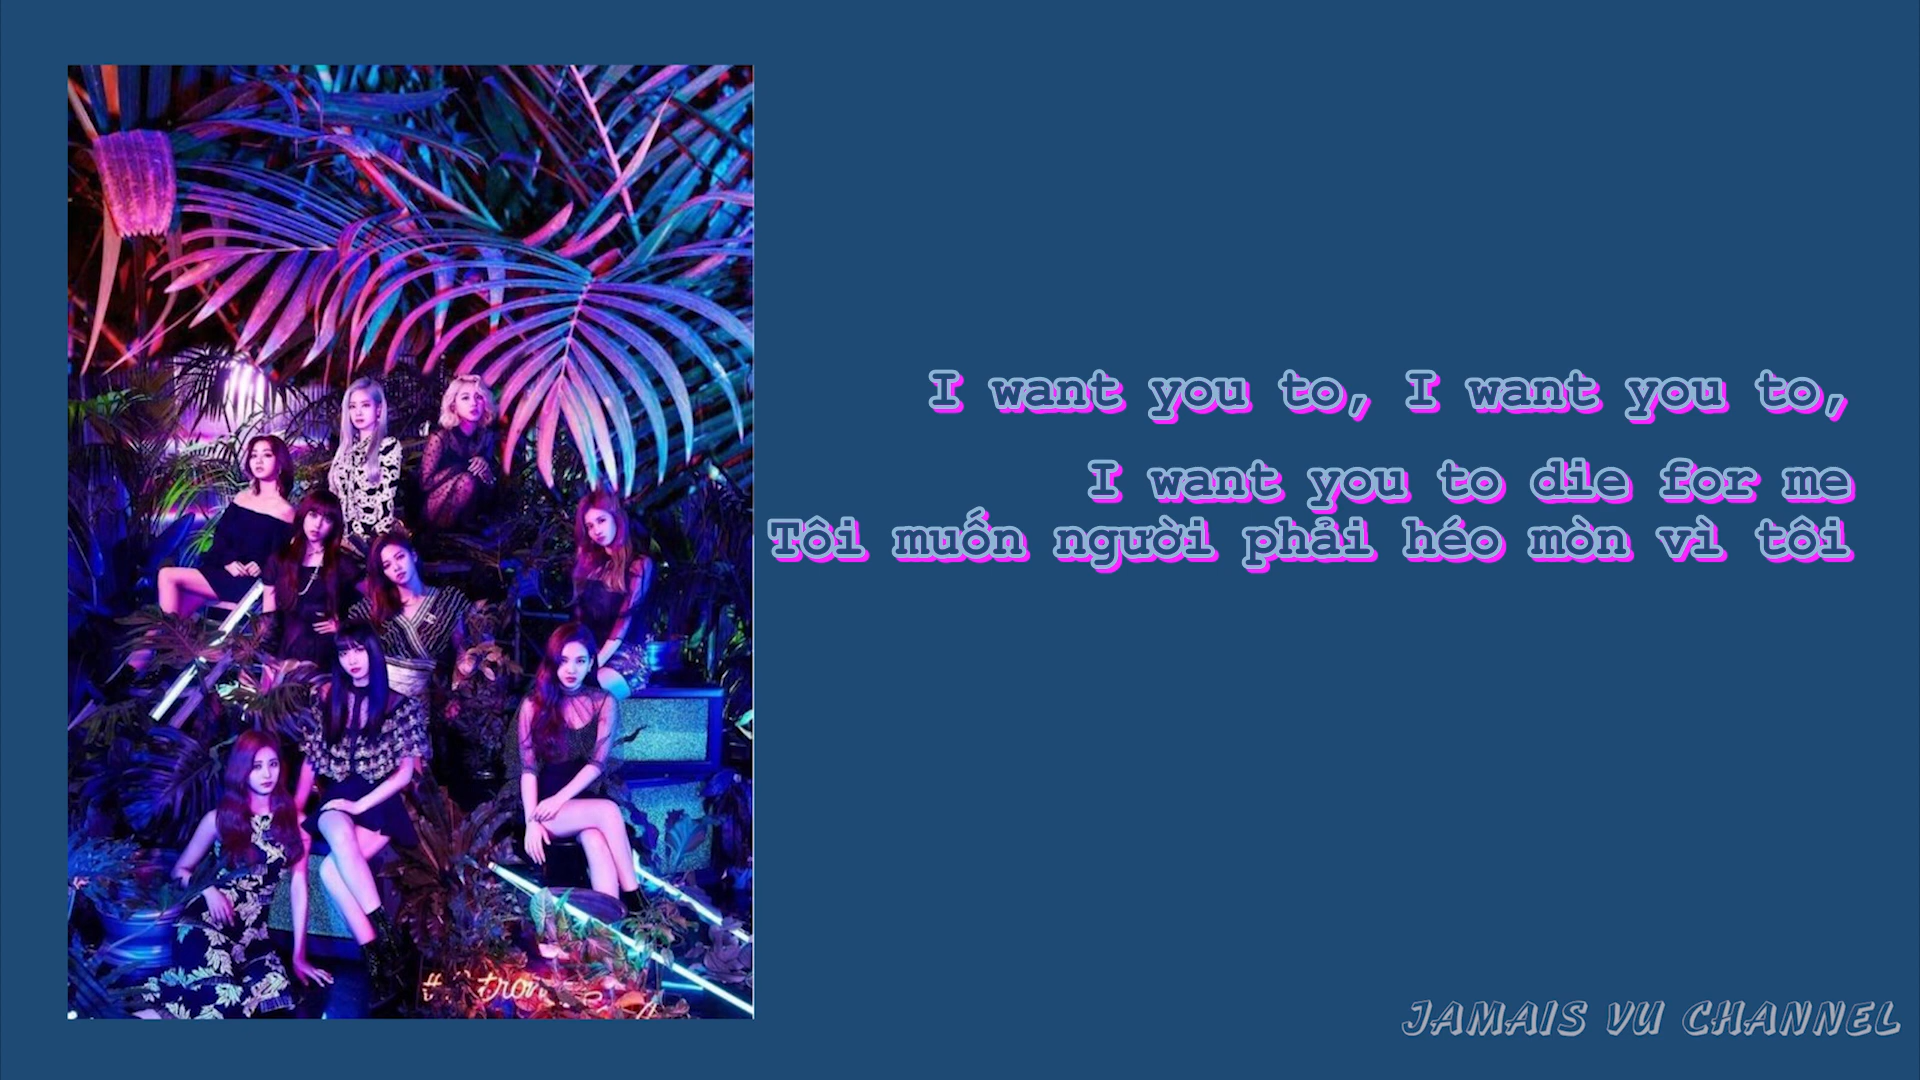 I want you to, I want you to,
I want you to die for me
Tôi muốn người phải héo mòn vì tôi
JAMAIS VU CHANNEL